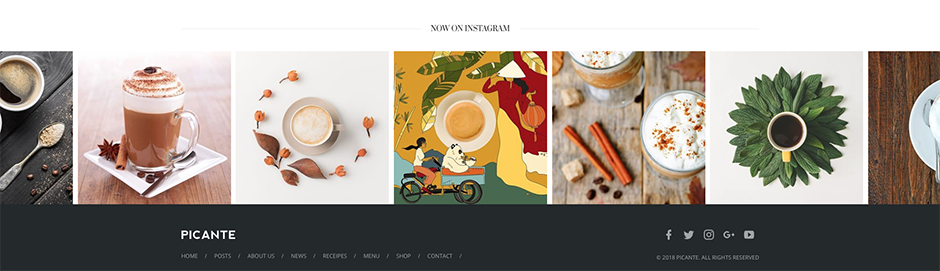 NOW ON INSTAGRAM
PICANTE
HOME / POSTS / ABOUT US / NEWS / RECEIPES / MENU / SHOP / CONTACT /
© 2018 PICANTE. ALL RIGHTS RESERVED